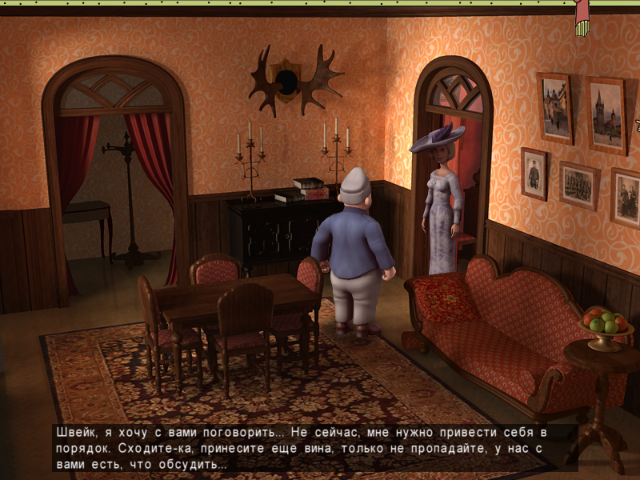 Швейк, я хочу с вами поговорить... Не сейчас, мне нужно привести себя в
порядок. Сходите-ка, принесите еще вина, только не пропадайте, у нас с
вами есть, что обсудить...